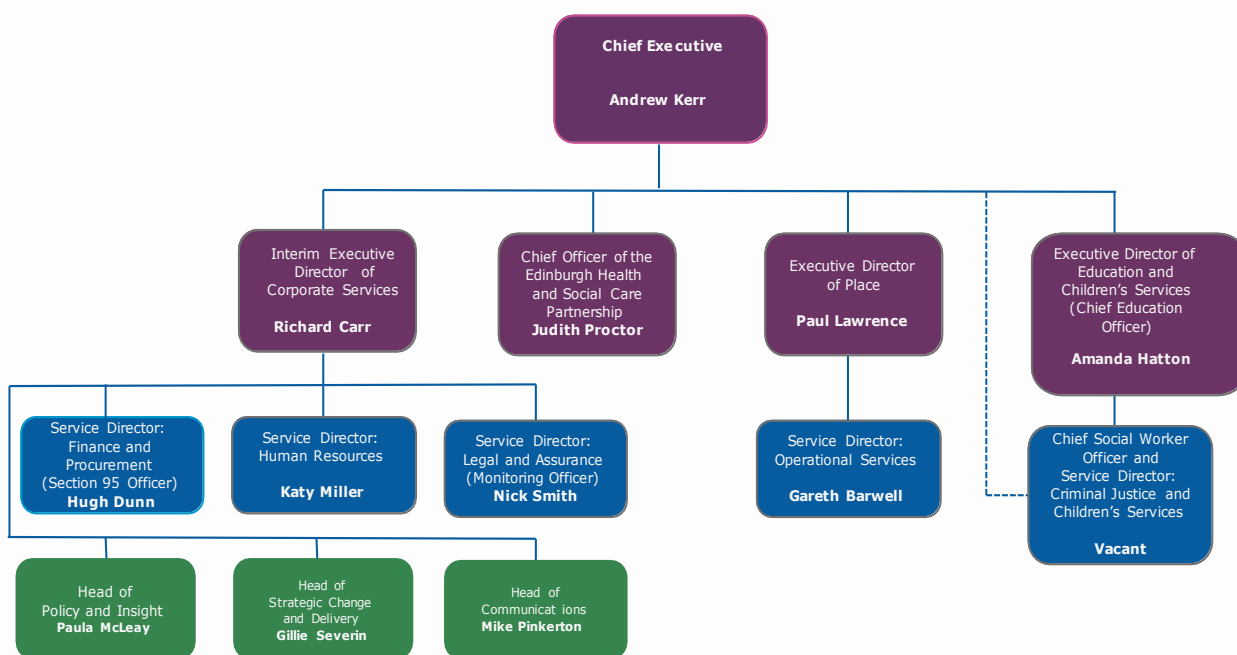 Chief Executive
Andrew Kerr
Interim Executive
Director of
Corporate Services
Richard Carr
Chief Officer of the
Edinburgh Health
and Social Care
Partnership
Judith Proctor
Executive Director
of Place
Paul Lawrence
Executive Director of
Education and
Children's Services
(Chief Education
Officer)
Amanda Hatton
Service Director:
Finance and
Procurement
(Section 95 Officer)
Hugh Dunn
Service Director:
Human Resources
Katy Miller
Service Director:
Legal and Assurance
(Monitoring Officer)
Nick Smith
Service Director:
Operational Services
Gareth Barwell
Chief Social Worker
Officer and
Service Director:
Criminal Justice and
Children's Services
Vacant
Head of
Policy and Insight
Paula McLeay
Head of
Strategic Change
and Delivery
Gillie Severin
Head of
Communications
Mike Pinkerton